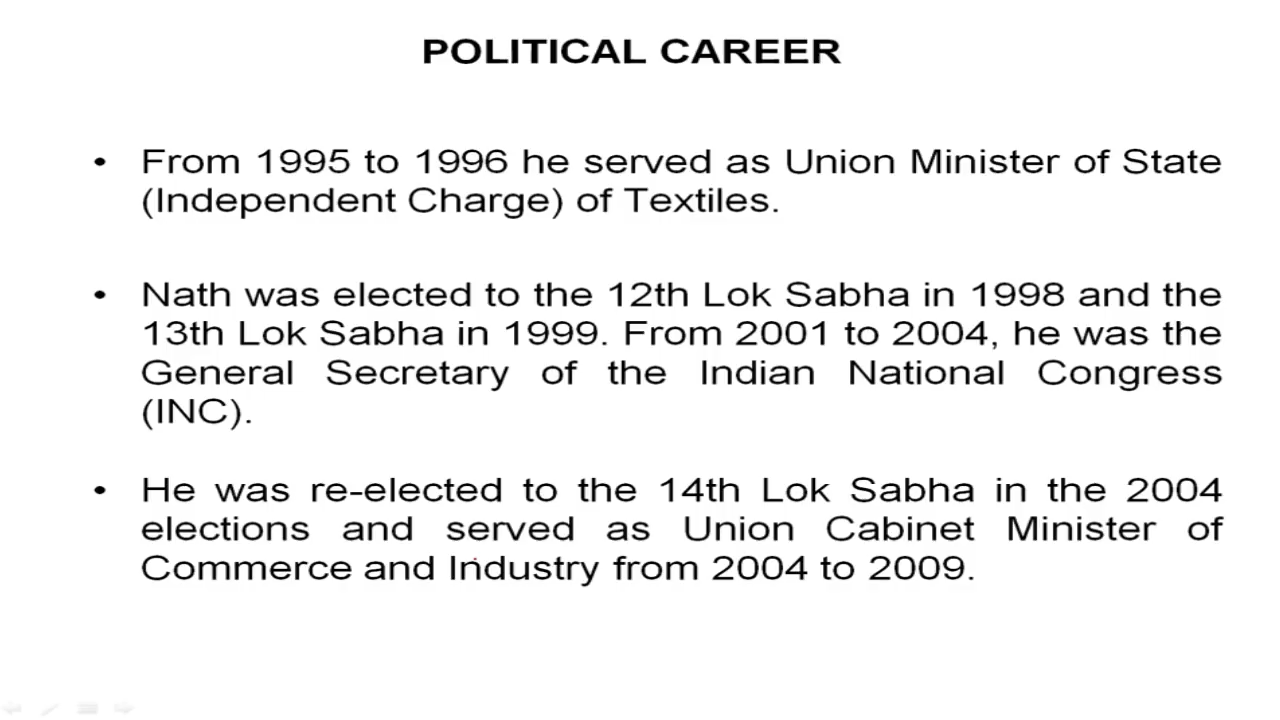 POLITICAL CAREER
• From 1995 to 1996 he served as Union Minister of State
(Independent Charge) of Textiles.
• Nath was elected to the 12th Lok Sabha in 1998 and the
13th Lok Sabha in 1999. From 2001 to 2004, he was the
General Secretary of the Indian National Congress
(INC).
• He was re-elected to the 14th Lok Sabha in the 2004
elections and served as Union Cabinet Minister of
Commerce and Industry from 2004 to 2009.